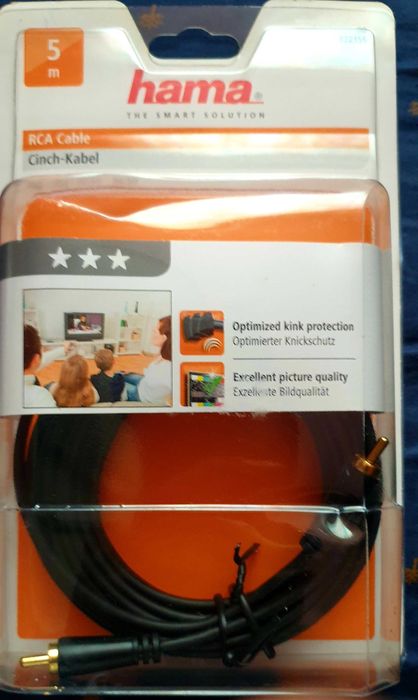 5
m
hama®
THE SMART SOLUTION
RCA Cable
Cinch-Kabel
Optimized kink protection
Optimierter Knickschutz
Excellent picture quality
Exzellente Bildqualität